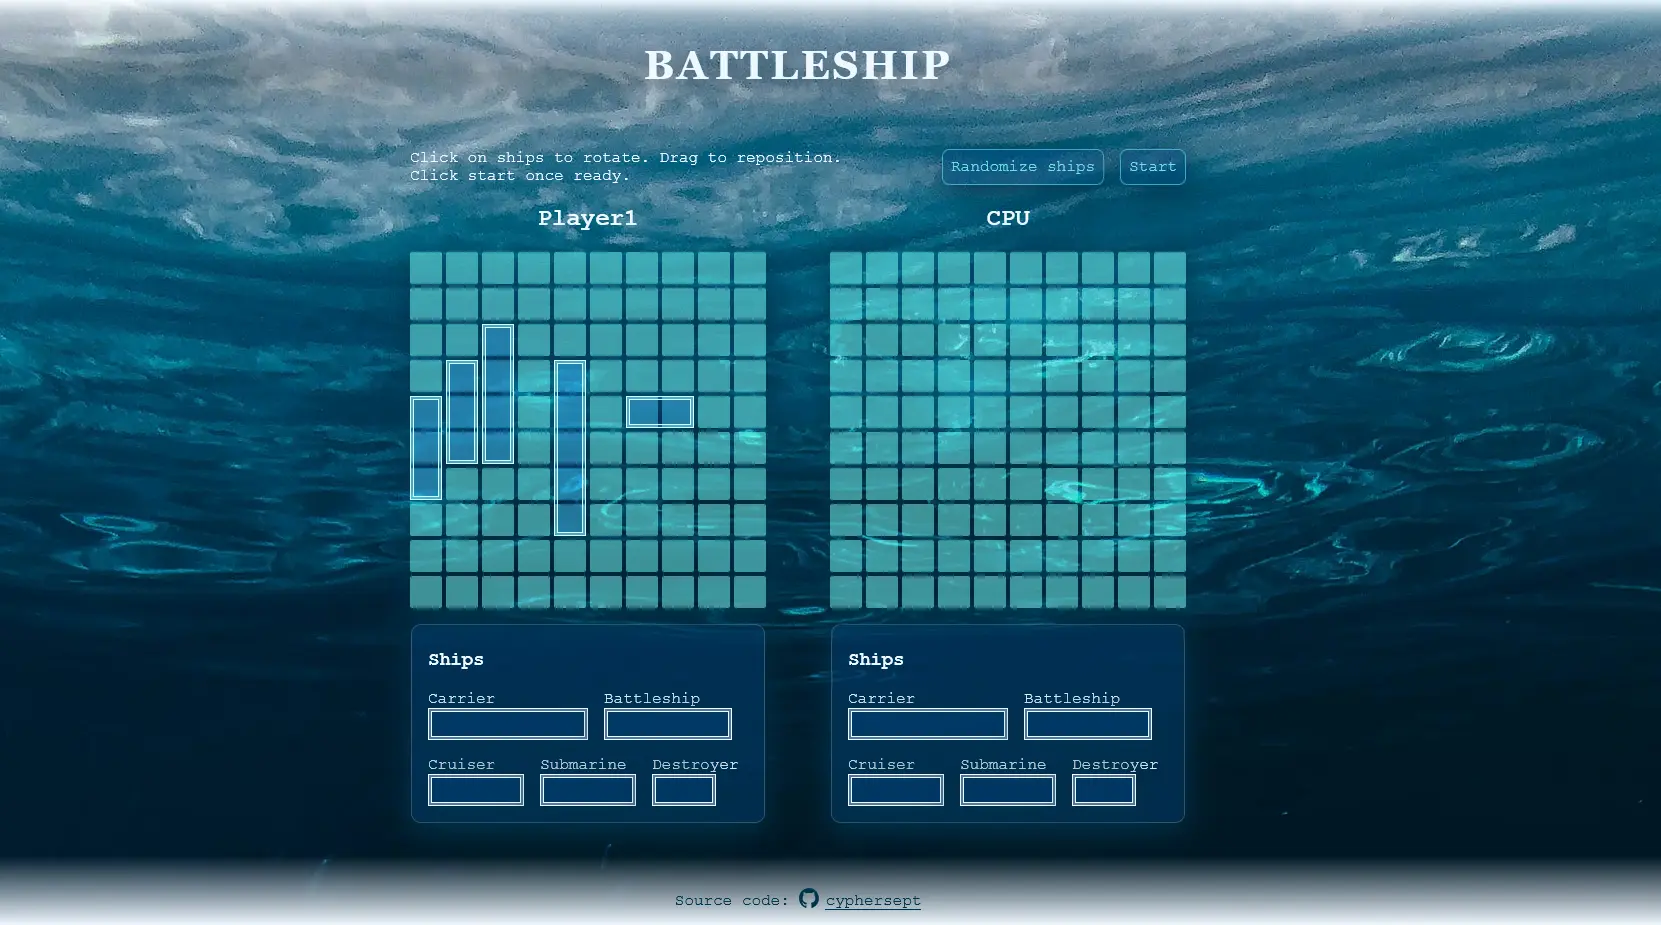 BATTLESHIP
Click on ships to rotate. Drag to reposition.
Click start once ready.
Randomize ships
Start
Player1
CPU
Ships
Carrier
Battleship
Cruiser
Submarine
Destroyer
Ships
Carrier
Battleship
Cruiser
Submarine
Destroyer
Source code: cyphersept